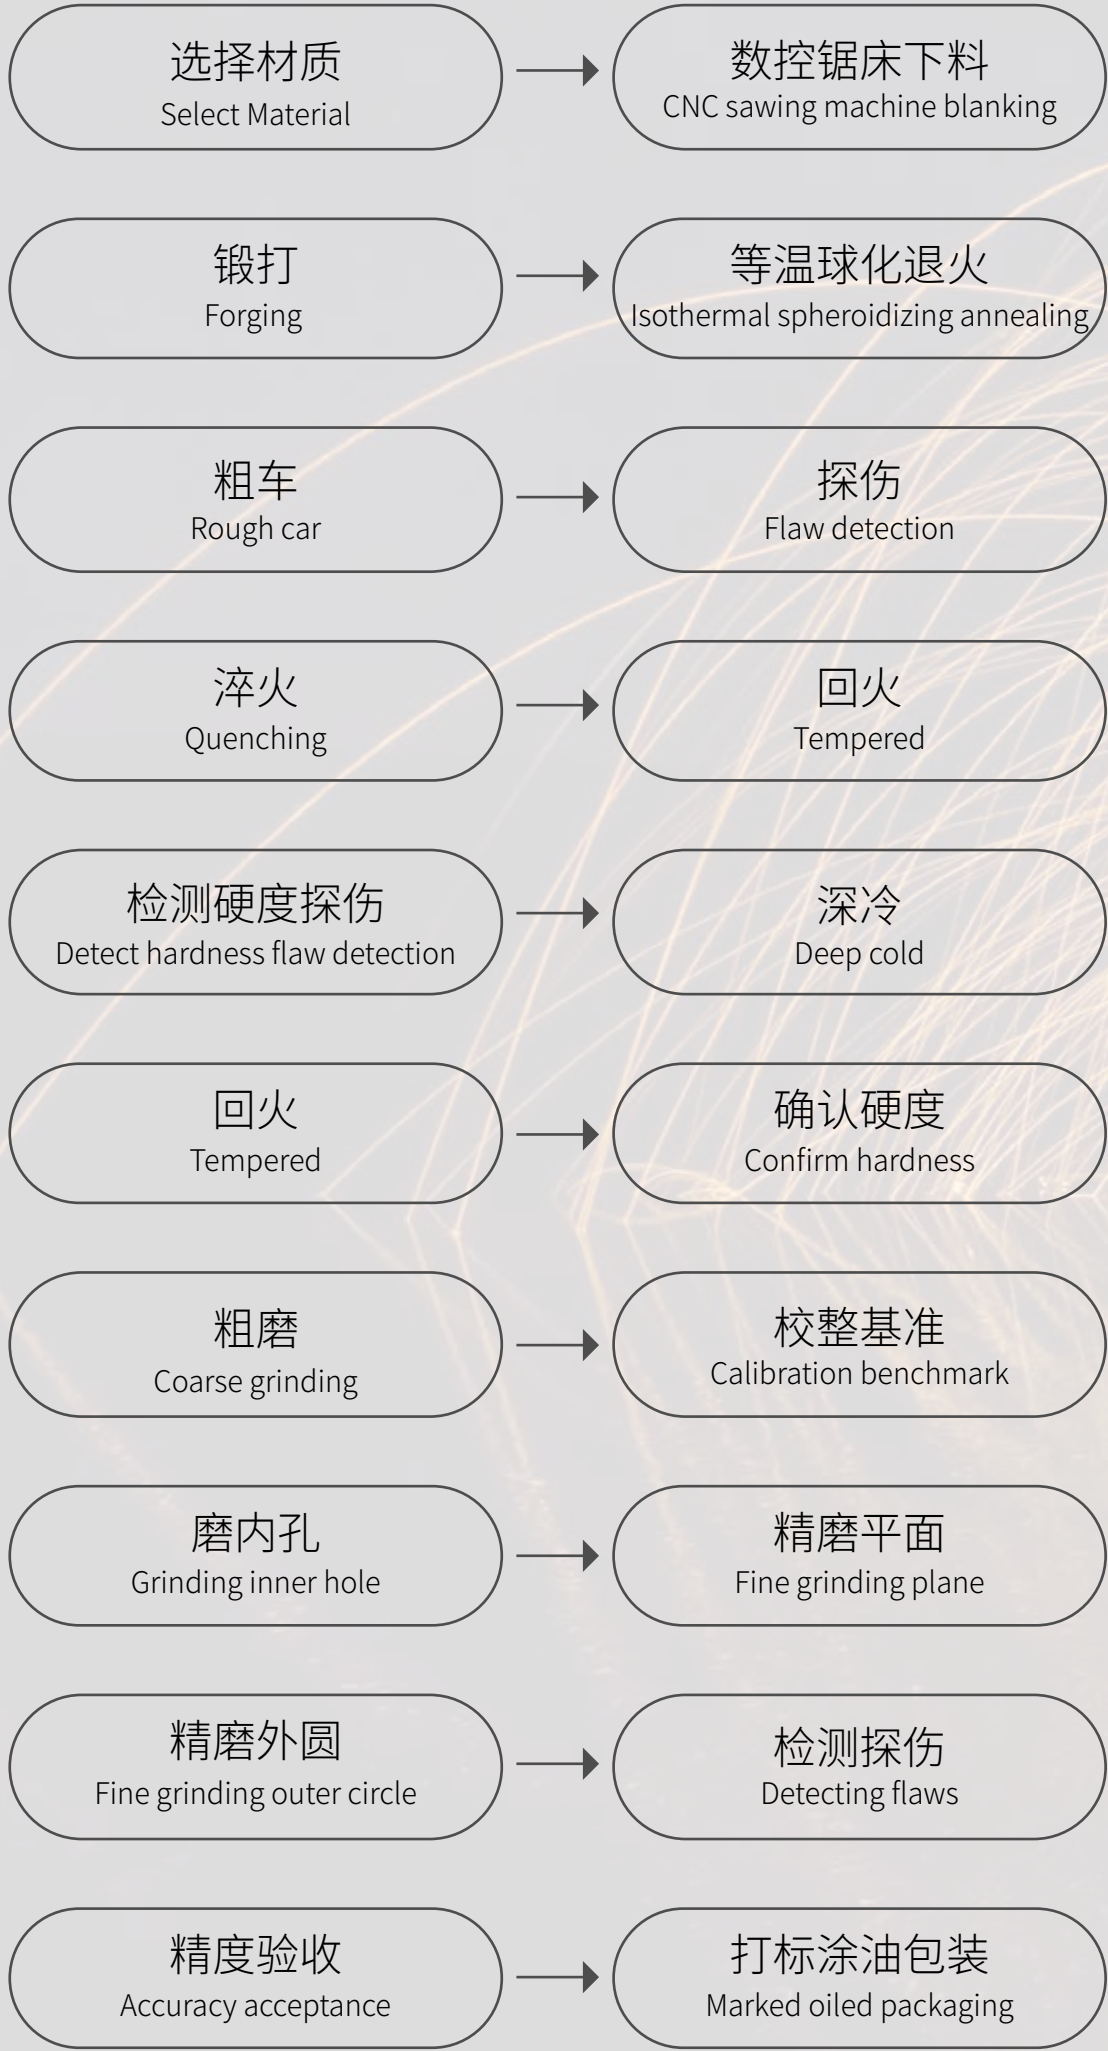 选择材质
Select Material
数控锯床下料
CNC sawing machine blanking
锻打
Forging
等温球化退火
Isothermal spheroidizing annealing
粗车
Rough car
探伤
Flaw detection
淬火
Quenching
回火
Tempered
检测硬度探伤
Detect hardness flaw detection
深冷
Deep cold
回火
Tempered
确认硬度
Confirm hardness
粗磨
Coarse grinding
校整基准
Calibration benchmark
磨内孔
Grinding inner hole
精磨平面
Fine grinding plane
精磨外圆
Fine grinding outer circle
检测探伤
Detecting flaws
精度验收
Accuracy acceptance
打标涂油包装
Marked oiled packaging